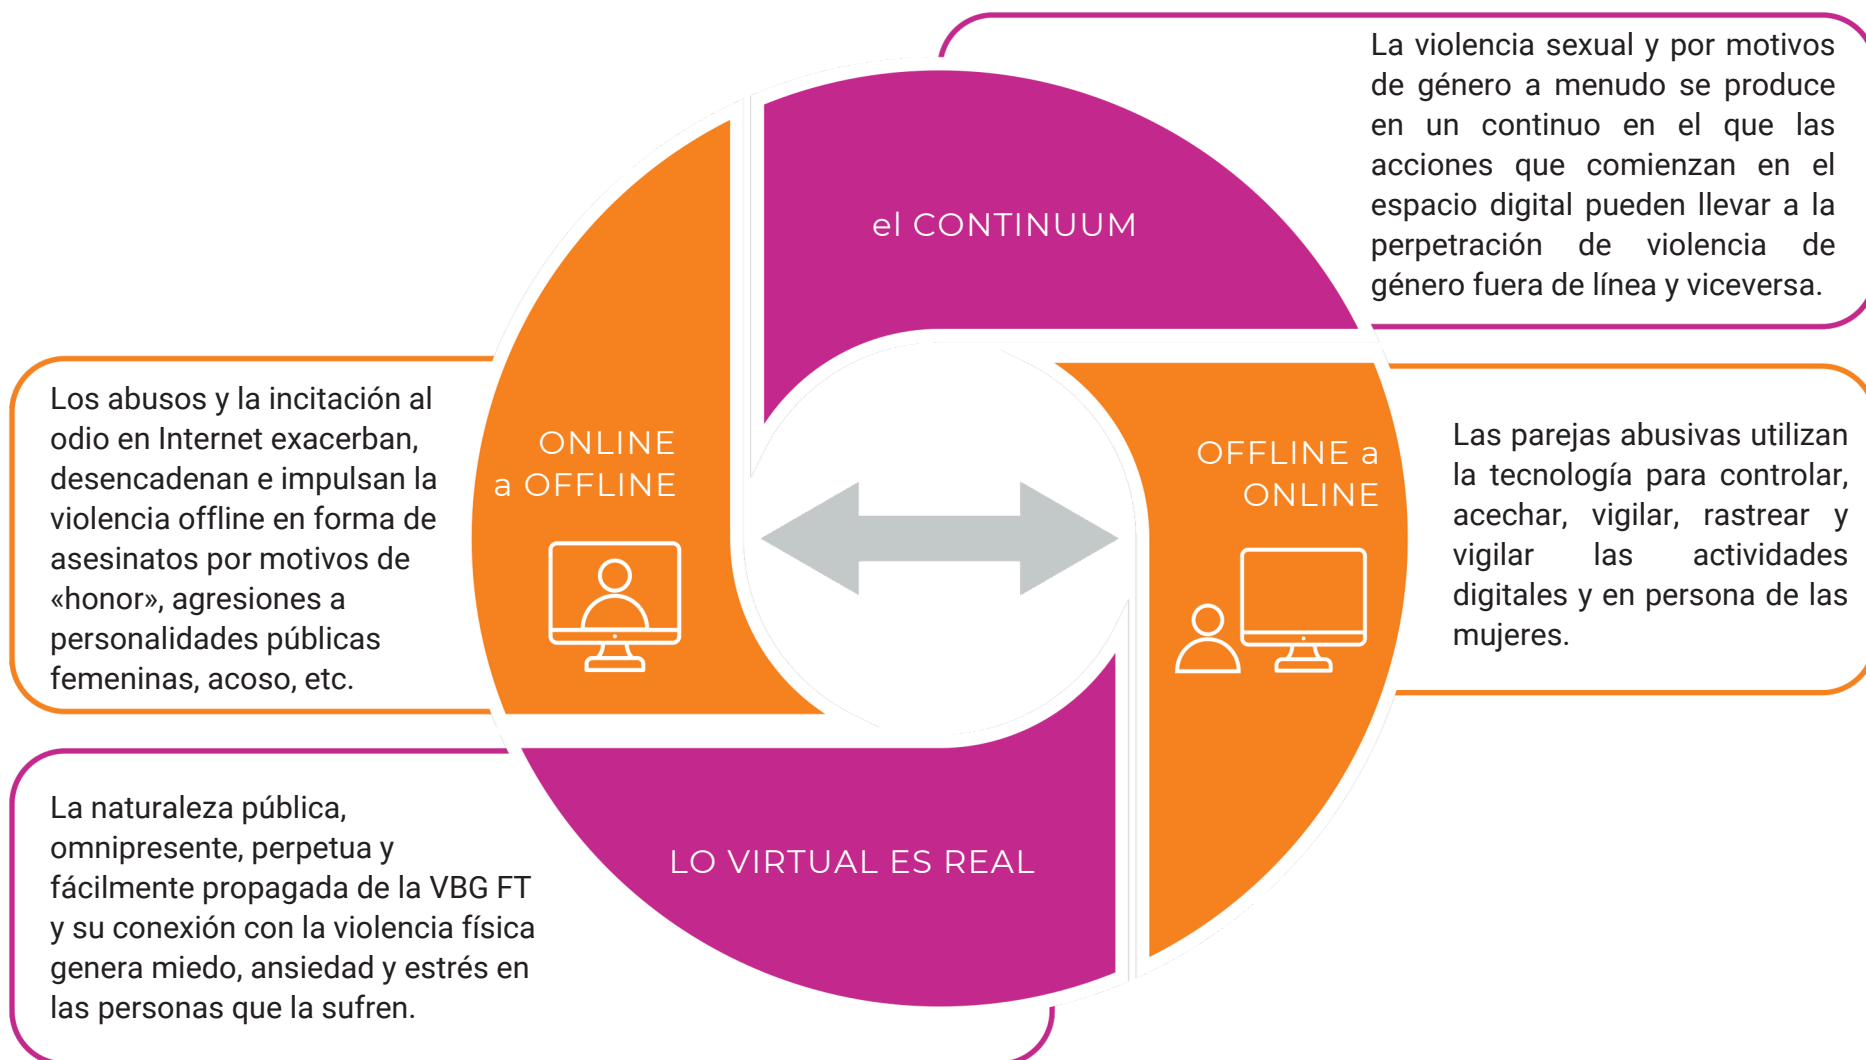 el CONTINUUM
La violencia sexual y por motivos
de género a menudo se produce
en un continuo en el que las
acciones que comienzan en el
espacio digital pueden llevar a la
perpetración de violencia de
género fuera de línea y viceversa.
ONLINE
a OFFLINE
Los abusos y la incitación al
odio en Internet exacerban,
desencadenan e impulsan la
violencia offline en forma de
asesinatos por motivos de
«honor», agresiones a
personalidades públicas
femeninas, acoso, etc.
OFFLINE a
ONLINE
Las parejas abusivas utilizan
la tecnología para controlar,
acechar, vigilar, rastrear y
vigilar las actividades
digitales y en persona de las
mujeres.
LO VIRTUAL ES REAL
La naturaleza pública,
omnipresente, perpetua y
fácilmente propagada de la VBG FT
y su conexión con la violencia física
genera miedo, ansiedad y estrés en
las personas que la sufren.